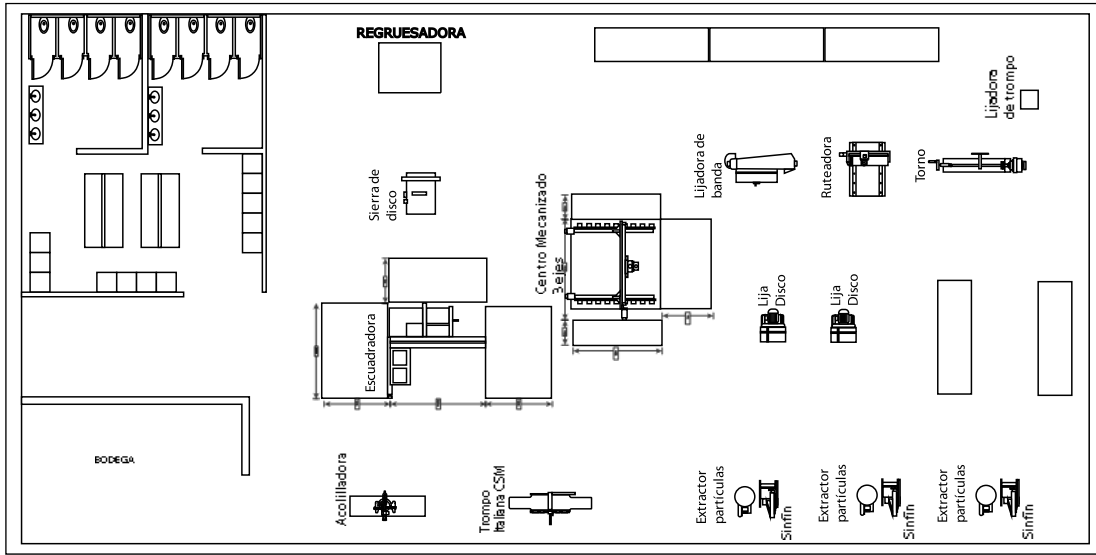 REGRUESADORA
Lijadora
de trompo
Lijadora de
banda
Ruteadora
Torno
Sierra de
disco
Centro Mecanizado
3 ejes
Escuadradora
Lija
Disco
Lija
Disco
BODEGA
Acolilladora
Trompo
Italiana CSM
Extractor
partículas
Sinfín
Extractor
partículas
Sinfín
Extractor
partículas
Sinfín